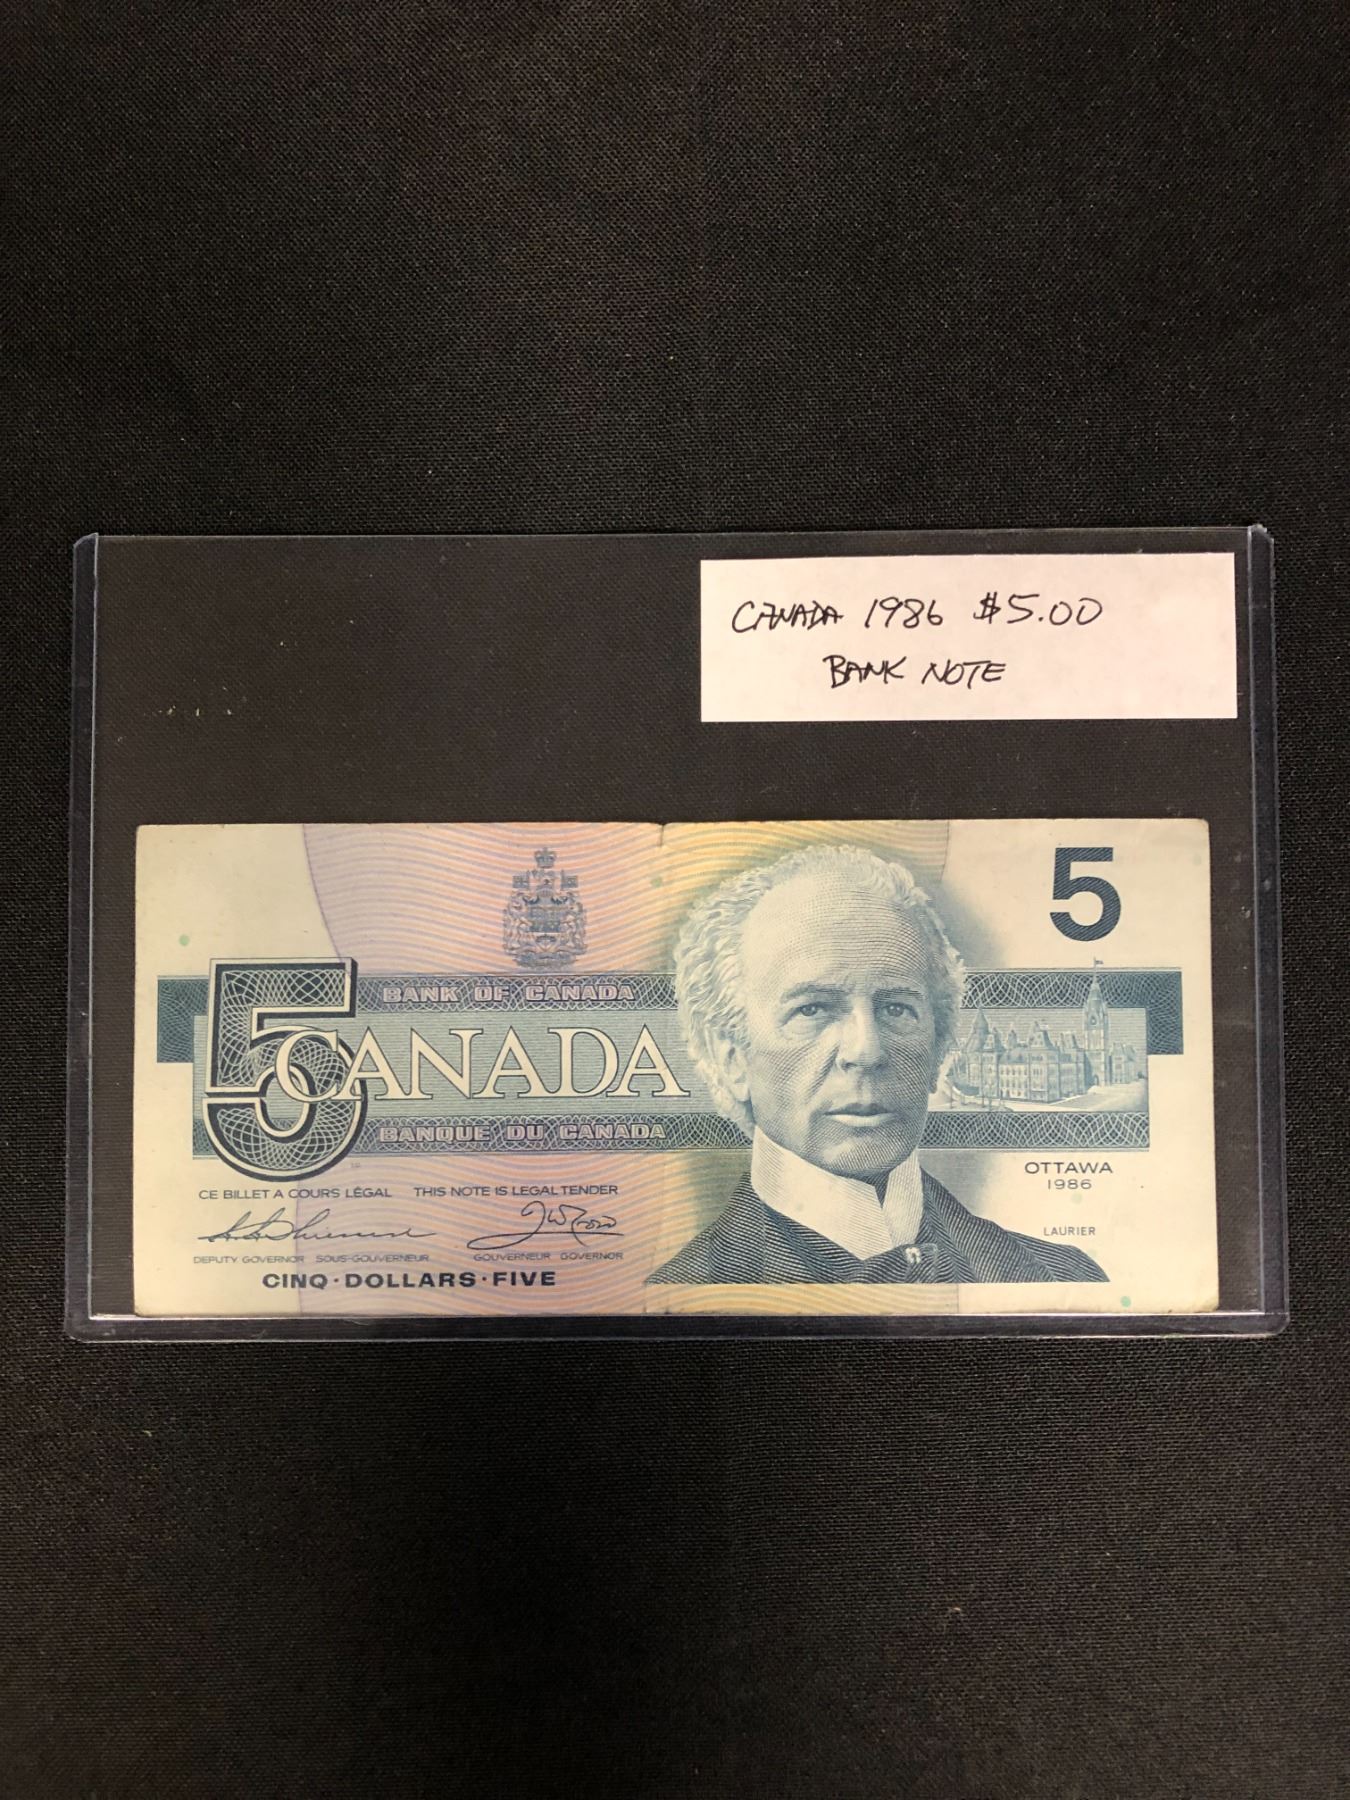 CANADA 1986 $5.00
BANK NOTE
5
BANK OF CANADA
5
CANADA
BANQUE DU CANADA
OTTAWA
1986
CE BILLET A COURS LÉGAL THIS NOTE IS LEGAL TENDER
LAURIER
DEPUTY GOVERNOR SOUS-GOUVERNEUR GOUVERNEUR GOVERNOR
CINQ·DOLLARS·FIVE